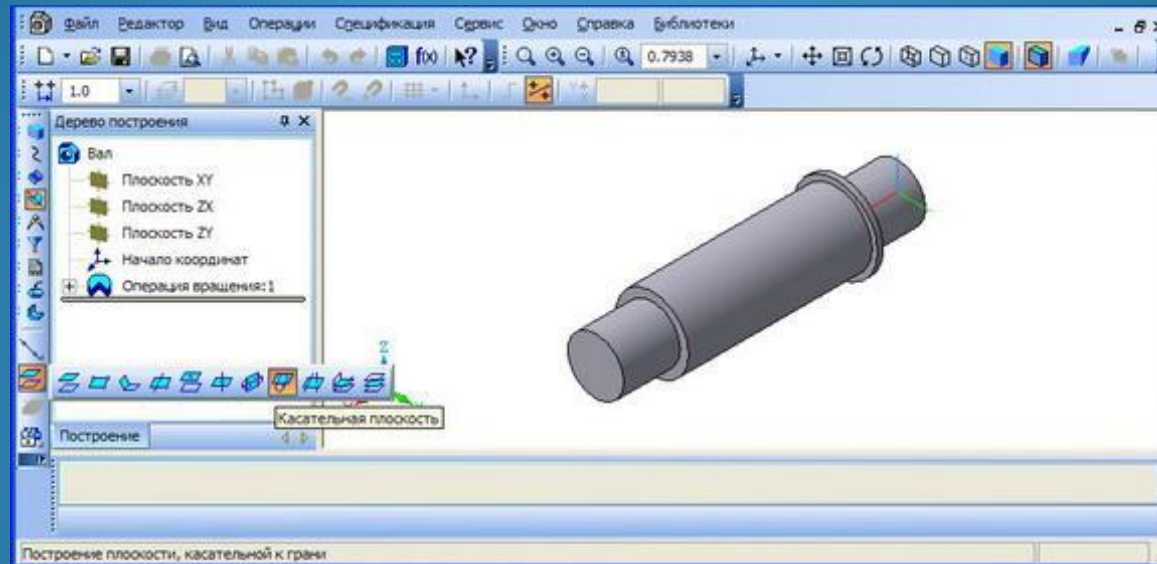 Файл Редактор Вид Операции Спецификация Сервис Окно Справка Библиотеки
f(x) 0.7938
1.0
Дерево построения
Вал
Плоскость XY
Плоскость ZX
Плоскость ZY
Начало координат
Операция вращения:1
Z
Касательная плоскость
Построение
Построение плоскости, касательной к грани